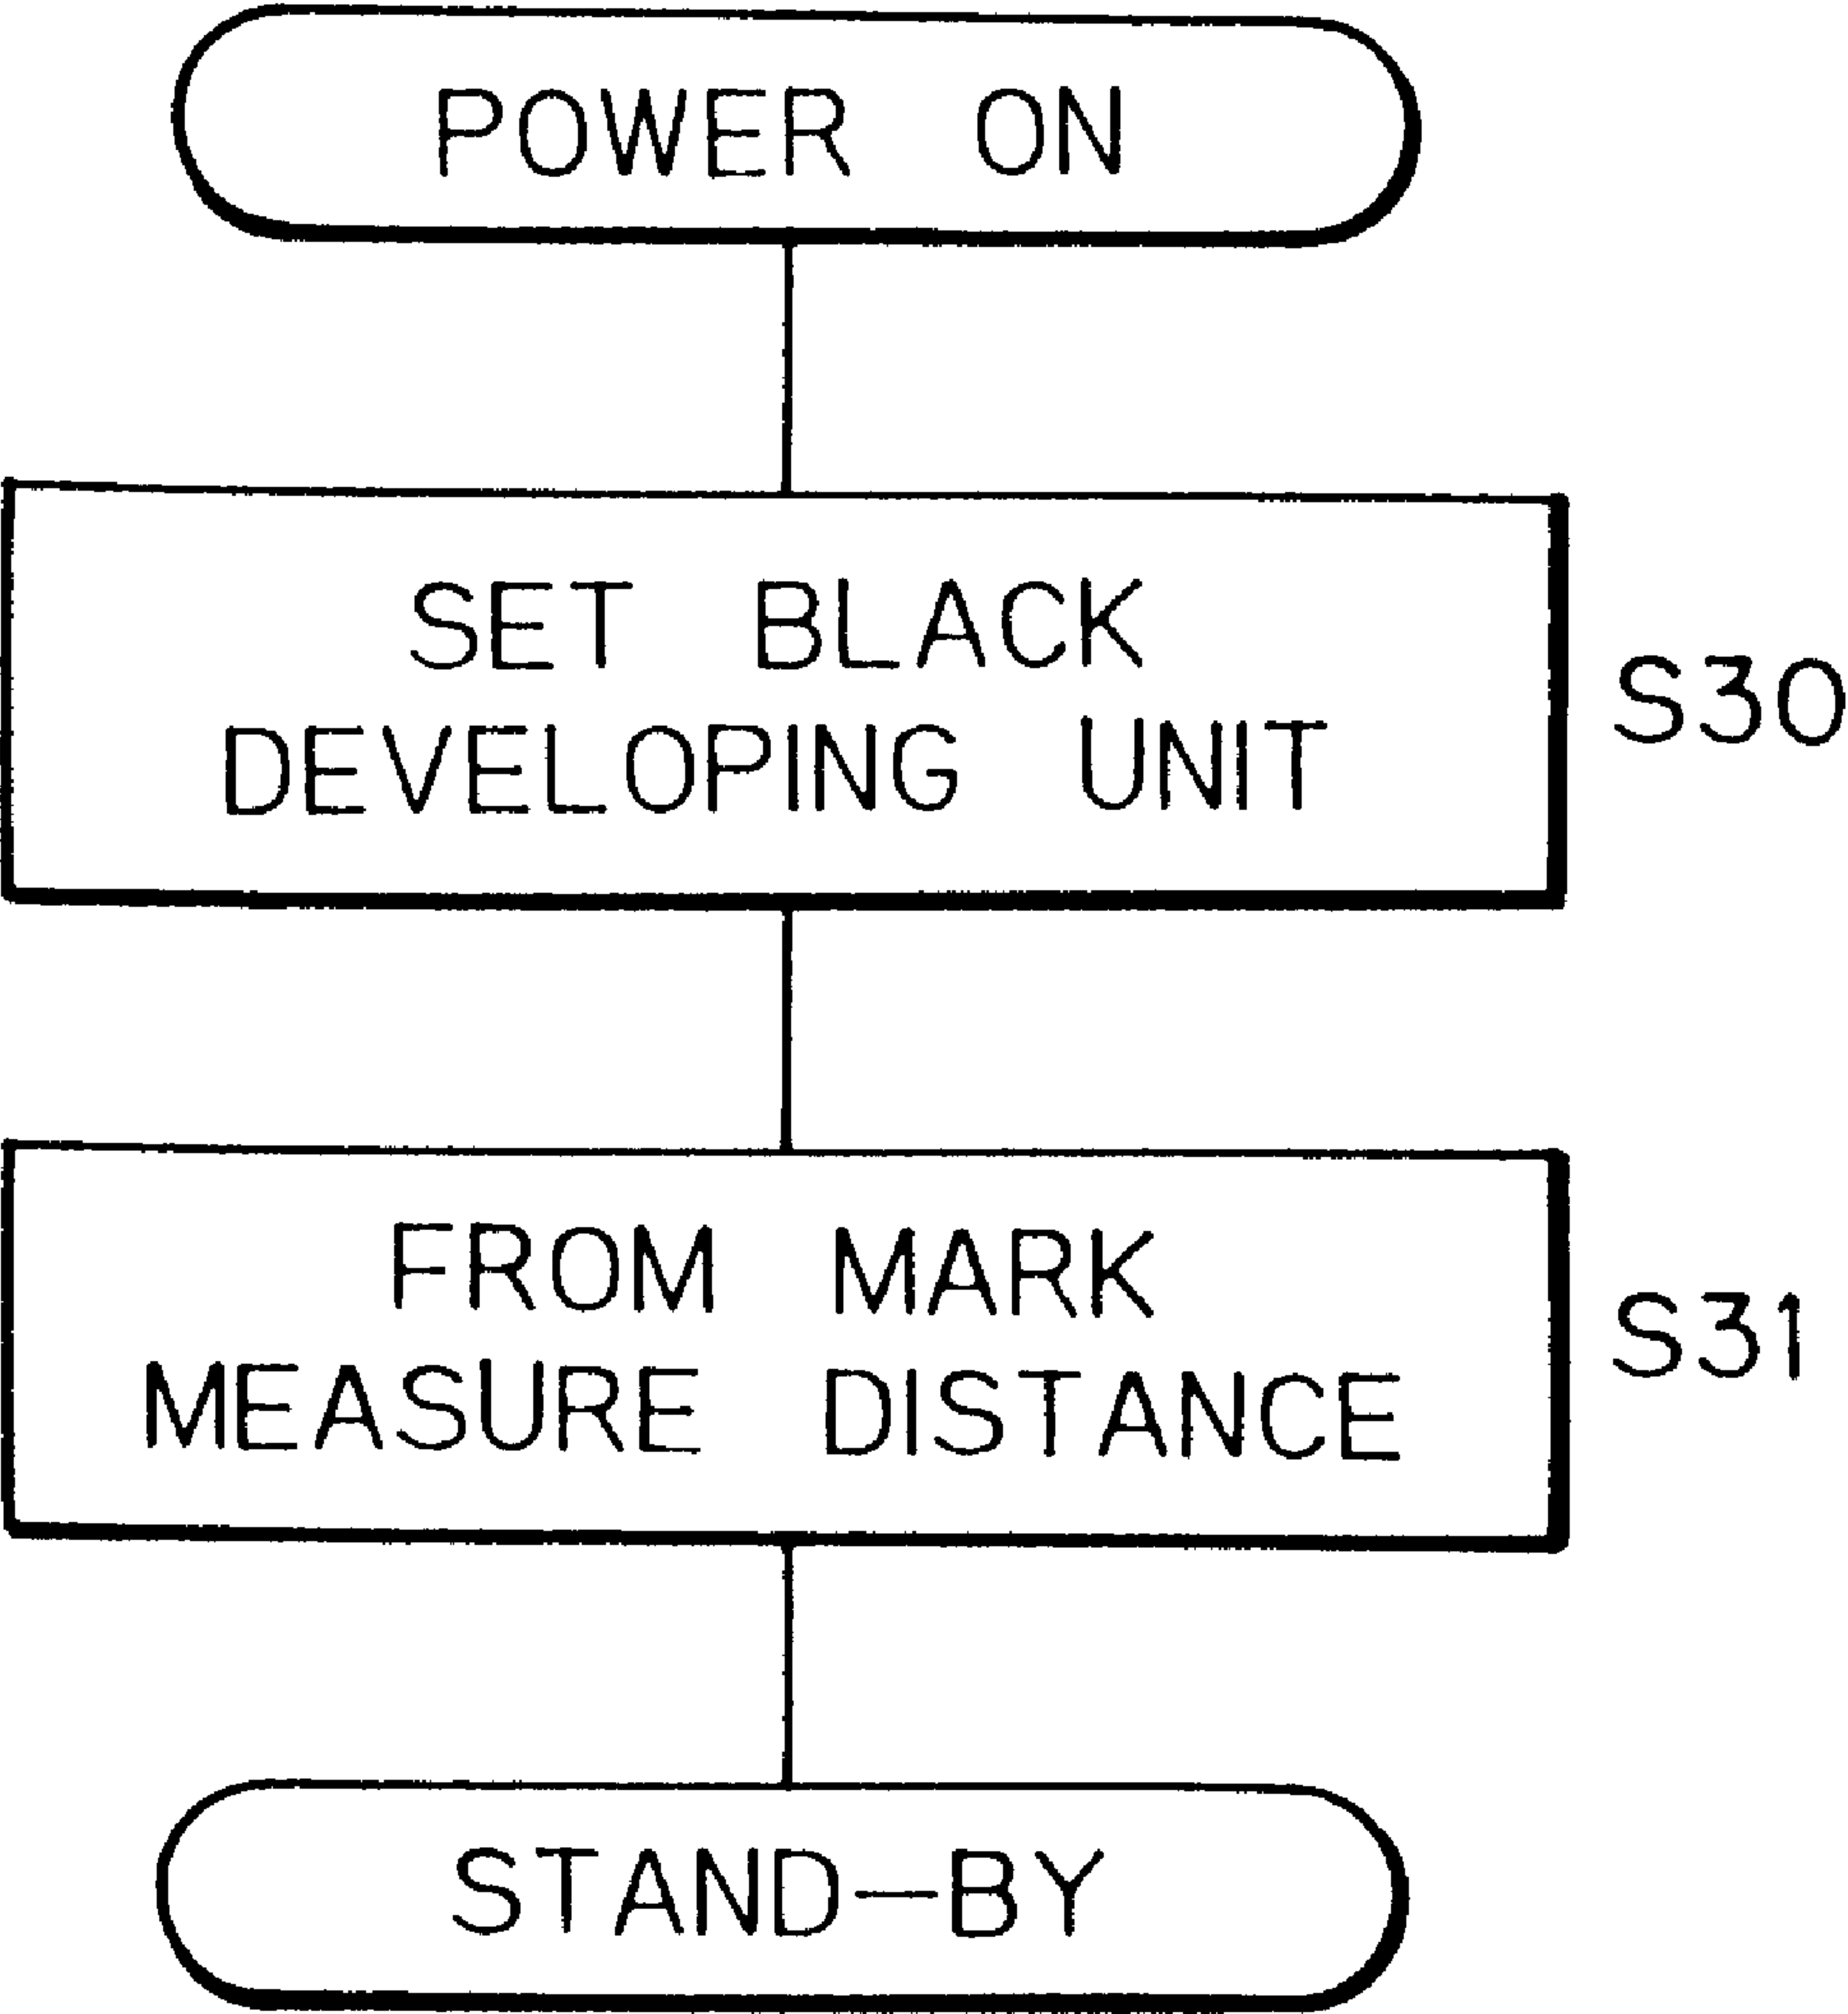 POWER ON
SET BLACK
DEVELOPING UNIT
S30
FROM MARK
MEASURE DISTANCE
S31
STAND-BY